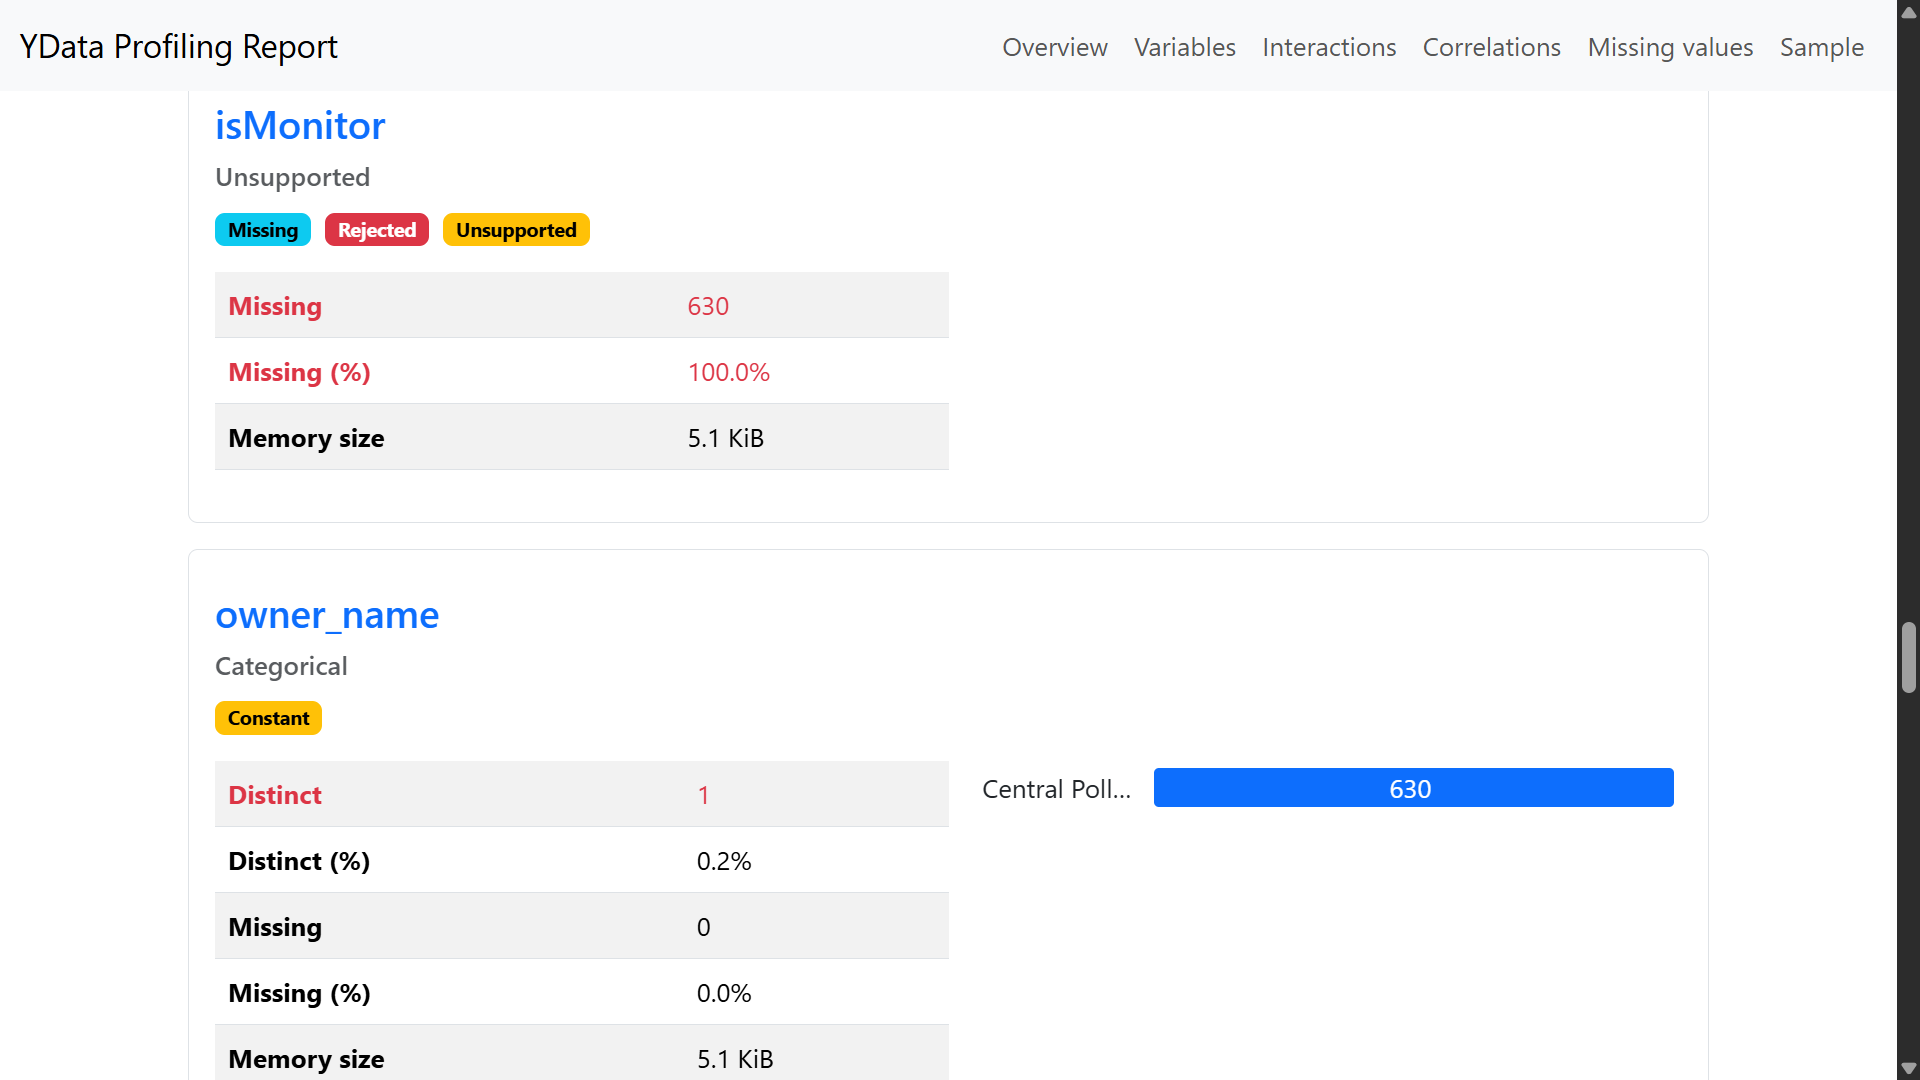 YData Profiling Report
Overview Variables Interactions Correlations Missing values Sample
isMonitor
Unsupported
Missing Rejected Unsupported
Missing 630
Missing (%) 100.0%
Memory size 5.1 KiB
owner_name
Categorical
Constant
Distinct 1
Distinct (%) 0.2%
Missing 0
Missing (%) 0.0%
Memory size 5.1 KiB
Central Poll... 630